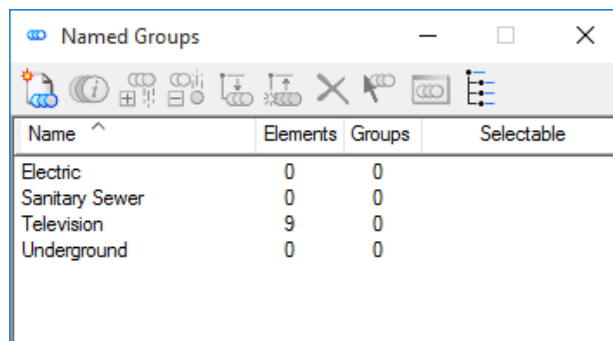 Named Groups
Name Elements Groups Selectable
Electric 0 0
Sanitary Sewer 0 0
Television 9 0
Underground 0 0